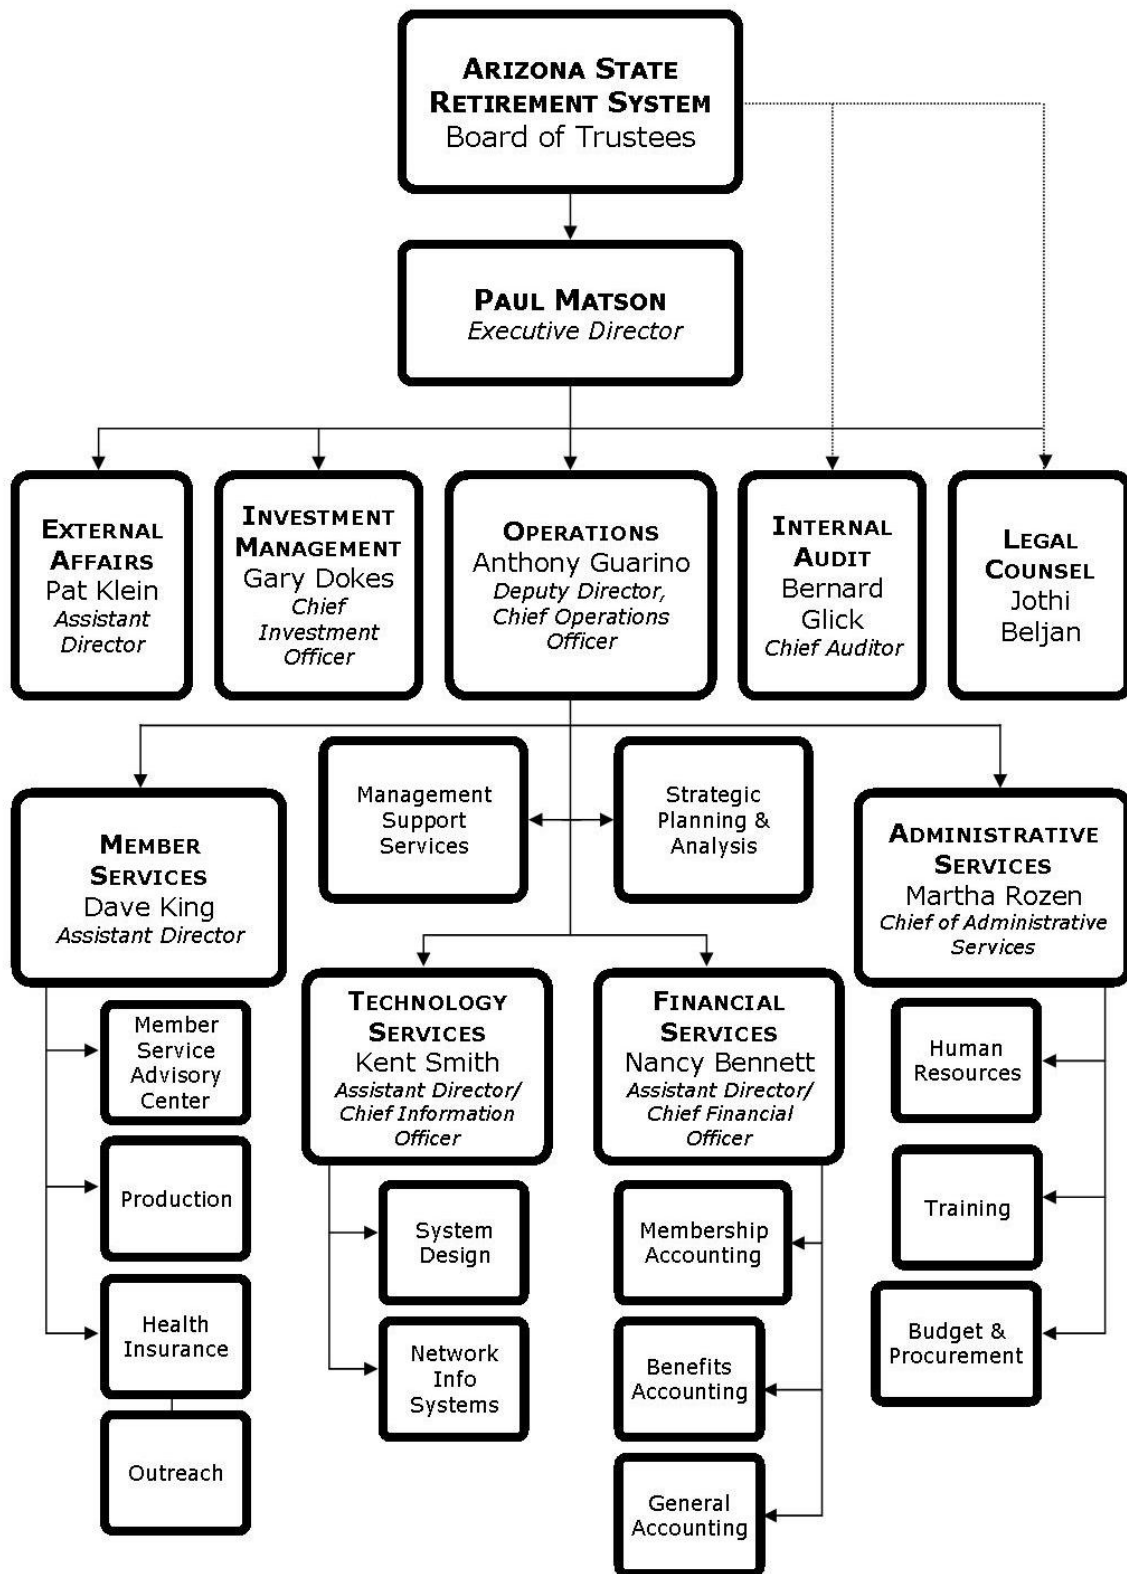 ARIZONA STATE
RETIREMENT SYSTEM
Board of Trustees
PAUL MATSON
Executive Director
EXTERNAL
AFFAIRS
Pat Klein
Assistant
Director
INVESTMENT
MANAGEMENT
Gary Dokes
Chief
Investment
Officer
OPERATIONS
Anthony Guarino
Deputy Director,
Chief Operations
Officer
INTERNAL
AUDIT
Bernard
Glick
Chief Auditor
LEGAL
COUNSEL
Jothi
Beljan
Management
Support
Services
Strategic
Planning &
Analysis
MEMBER
SERVICES
Dave King
Assistant Director
ADMINISTRATIVE
SERVICES
Martha Rozen
Chief of Administrative
Services
TECHNOLOGY
SERVICES
Kent Smith
Assistant Director/
Chief Information
Officer
FINANCIAL
SERVICES
Nancy Bennett
Assistant Director/
Chief Financial
Officer
Member
Service
Advisory
Center
Production
Health
Insurance
Outreach
System
Design
Network
Info
Systems
Membership
Accounting
Benefits
Accounting
General
Accounting
Human
Resources
Training
Budget &
Procurement